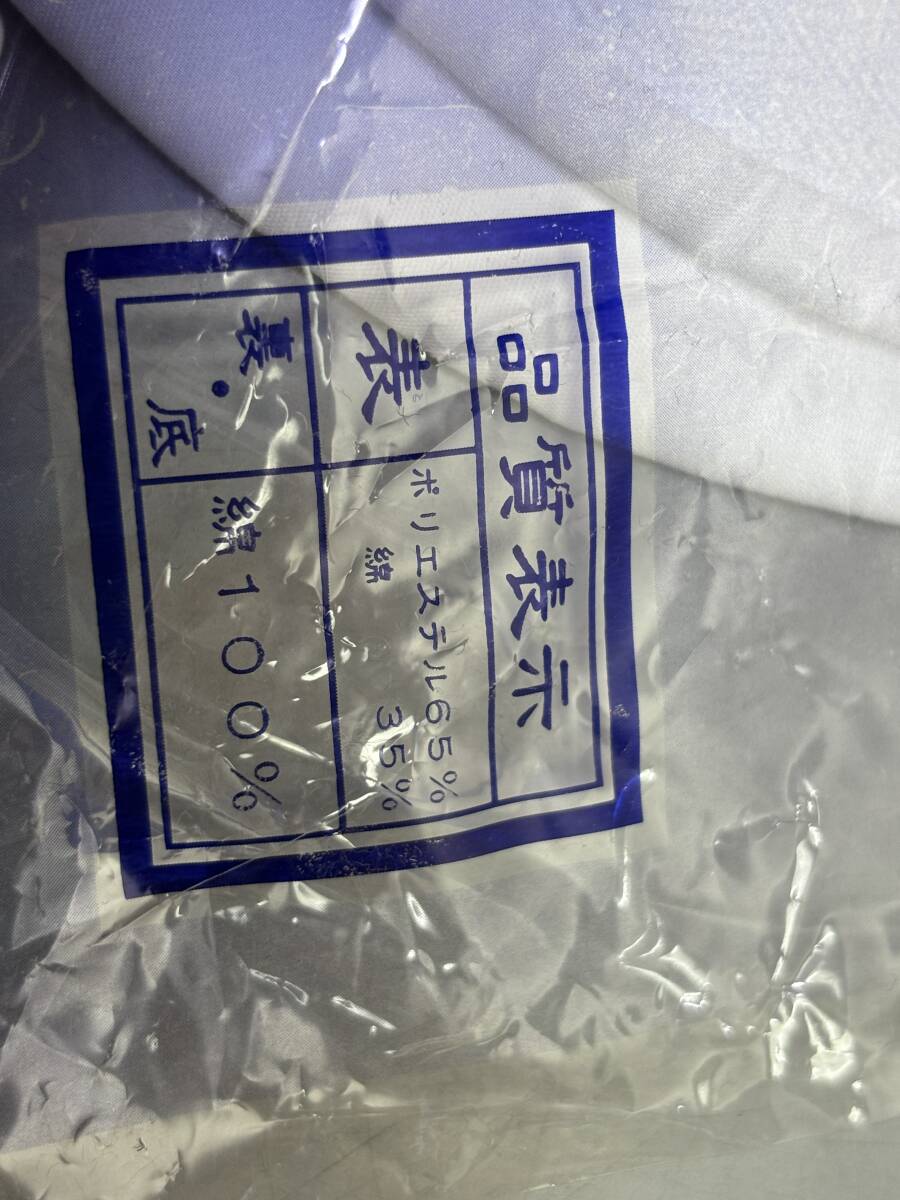 品質表示
表
ポリエステル65%
綿 35%
裏・底
綿100%